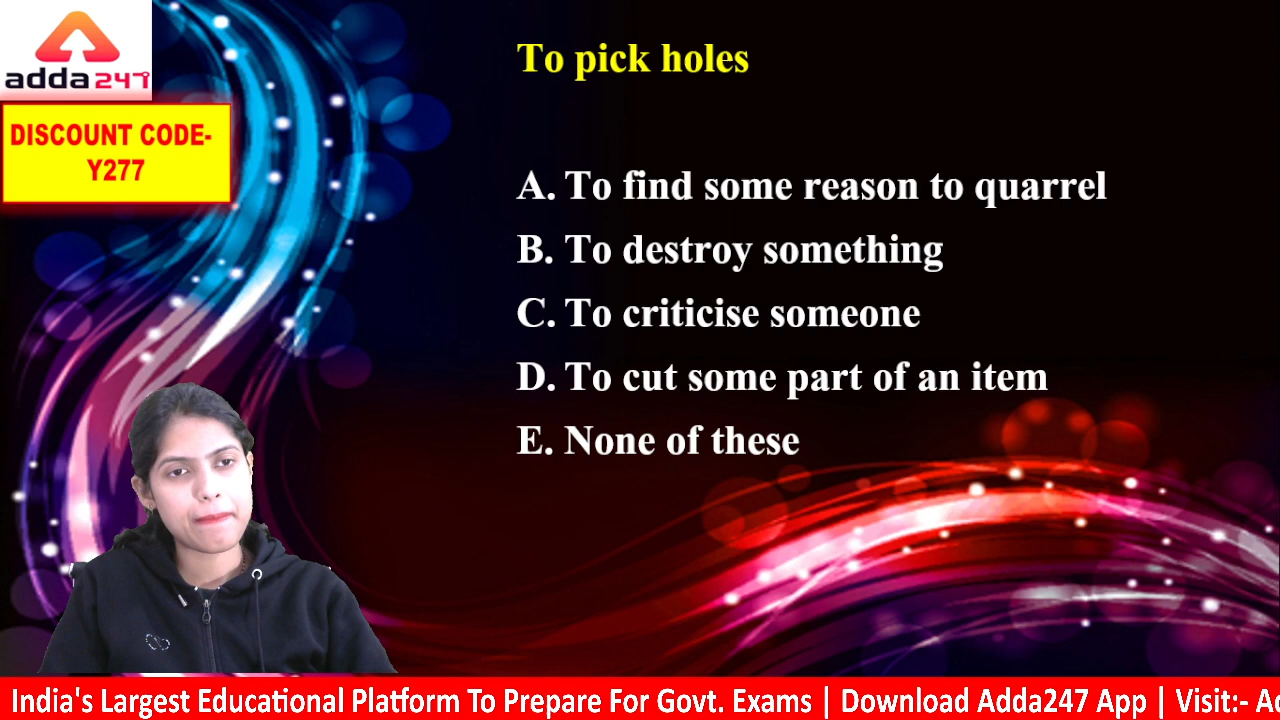 adda247
DISCOUNT CODE-
Y277
To pick holes
A. To find some reason to quarrel
B. To destroy something
C. To criticise someone
D. To cut some part of an item
E. None of these
India's Largest Educational Platform To Prepare For Govt. Exams | Download Adda247 App | Visit:-